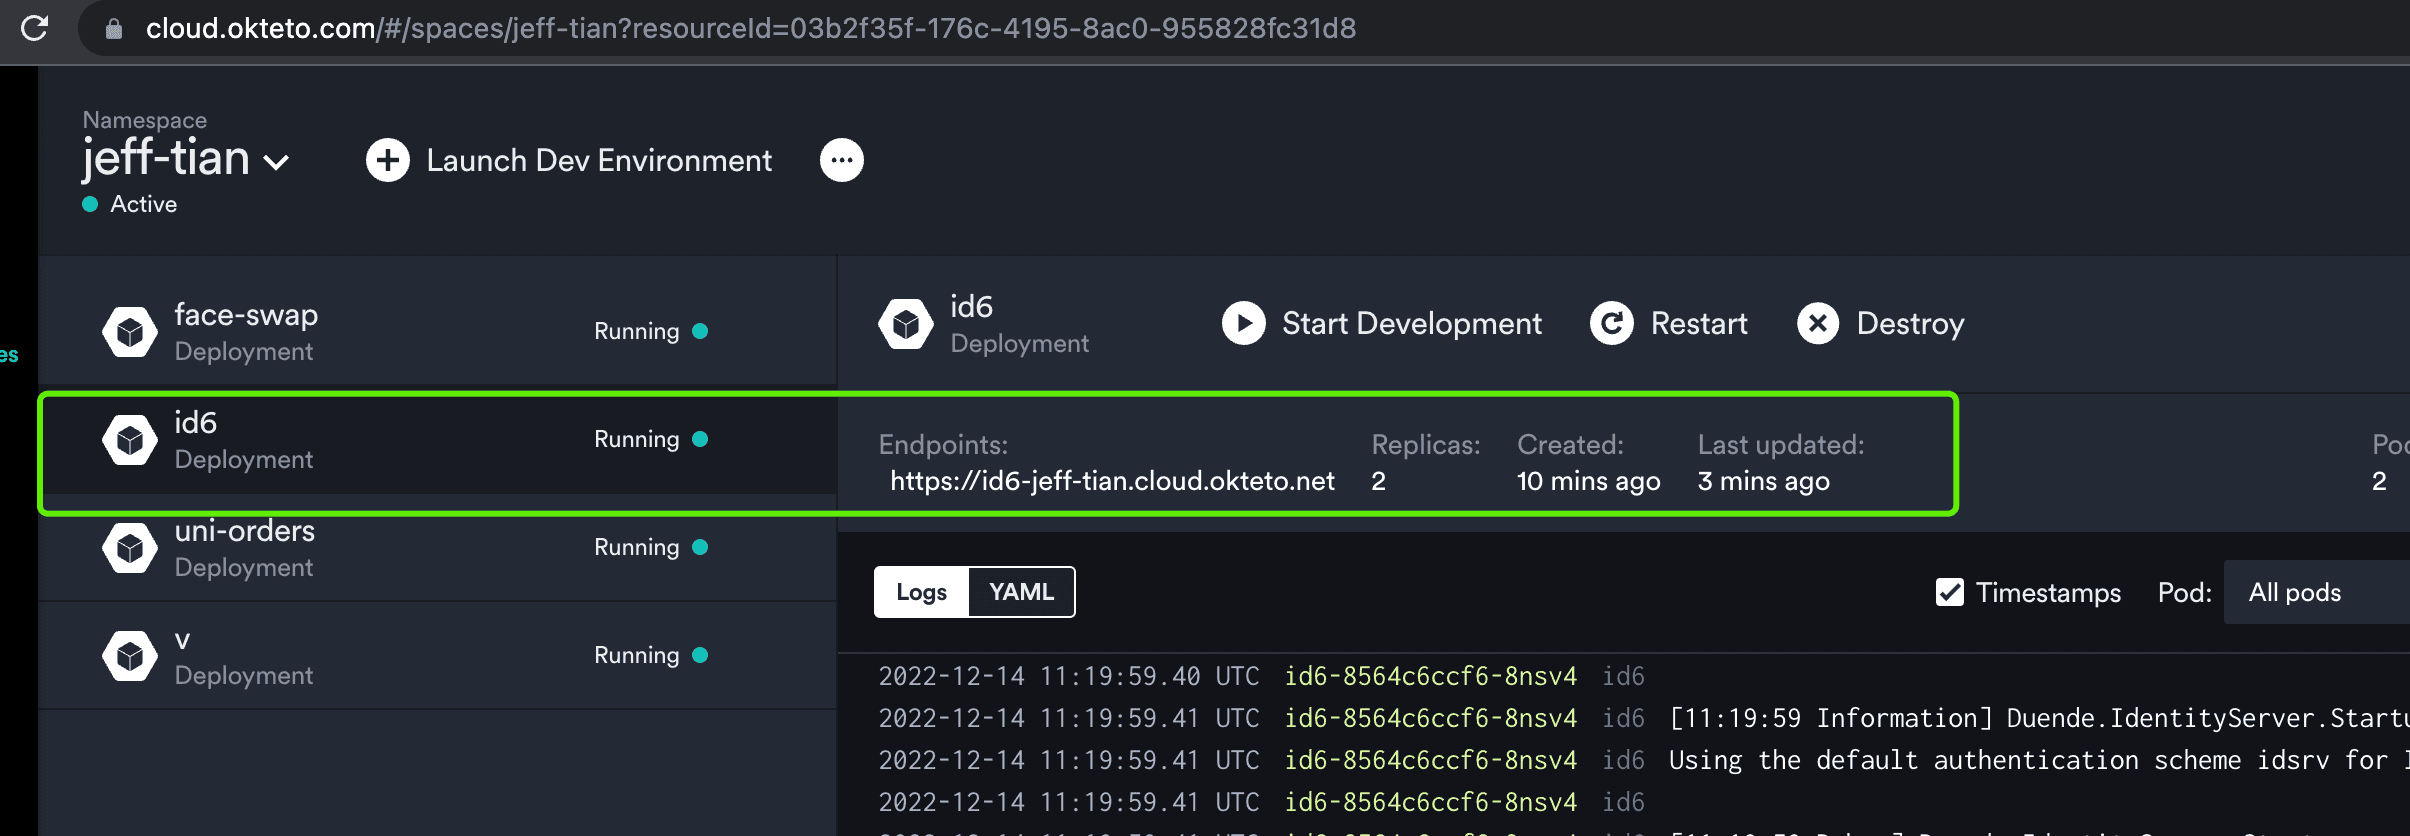 cloud.okteto.com/#/spaces/jeff-tian?resourceId=03b2f35f-176c-4195-8ac0-955828fc31d8
Namespace
jeff-tian
Active
Launch Dev Environment
es
face-swap
Deployment
Running
id6
Deployment
Running
uni-orders
Deployment
Running
v
Deployment
Running
id6
Deployment
Start Development
Restart
Destroy
Endpoints:
https://id6-jeff-tian.cloud.okteto.net
Replicas:
2
Created:
10 mins ago
Last updated:
3 mins ago
2
Logs
YAML
Timestamps
Pod:
All pods
2022-12-14 11:19:59.40 UTC id6-8564c6ccf6-8nsv4 id6
2022-12-14 11:19:59.41 UTC id6-8564c6ccf6-8nsv4 id6 [11:19:59 Information] Duende.IdentityServer.Startu
2022-12-14 11:19:59.41 UTC id6-8564c6ccf6-8nsv4 id6 Using the default authentication scheme idsrv for
2022-12-14 11:19:59.41 UTC id6-8564c6ccf6-8nsv4 id6